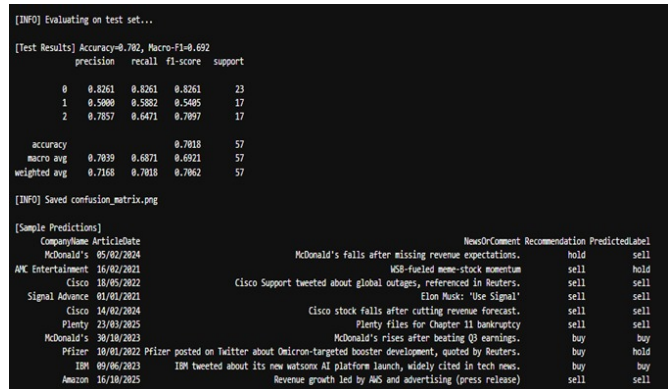 [INFO] Evaluating on test set...
[Test Results] Accuracy=0.702, Macro-F1=0.692
precision recall f1-score support
0 0.8261 0.8261 0.8261 23
1 0.5000 0.5882 0.5405 17
2 0.7857 0.6471 0.7097 17
accuracy 0.7018 57
macro avg 0.7039 0.6871 0.6921 57
weighted avg 0.7168 0.7018 0.7062 57
[INFO] Saved confusion_matrix.png
[Sample Predictions]
CompanyName ArticleDate NewsOrComment Recommendation PredictedLabel
McDonald's 05/02/2024 McDonald's falls after missing revenue expectations. hold sell
AMC Entertainment 16/02/2021 WSB-fueled meme-stock momentum sell hold
Cisco 18/05/2022 Cisco Support tweeted about global outages, referenced in Reuters. sell sell
Signal Advance 01/01/2021 Elon Musk: 'Use Signal' sell hold
Cisco 14/02/2024 Cisco stock falls after cutting revenue forecast. sell sell
Plenty 23/03/2025 Plenty files for Chapter 11 bankruptcy sell sell
McDonald's 30/10/2023 McDonald's rises after beating Q3 earnings. buy buy
Pfizer 10/01/2022 Pfizer posted on Twitter about Omicron-targeted booster development, quoted by Reuters. buy hold
IBM 09/06/2023 IBM tweeted about its new watsonx AI platform launch, widely cited in tech news. buy buy
Amazon 16/10/2025 Revenue growth led by AWS and advertising (press release) sell sell